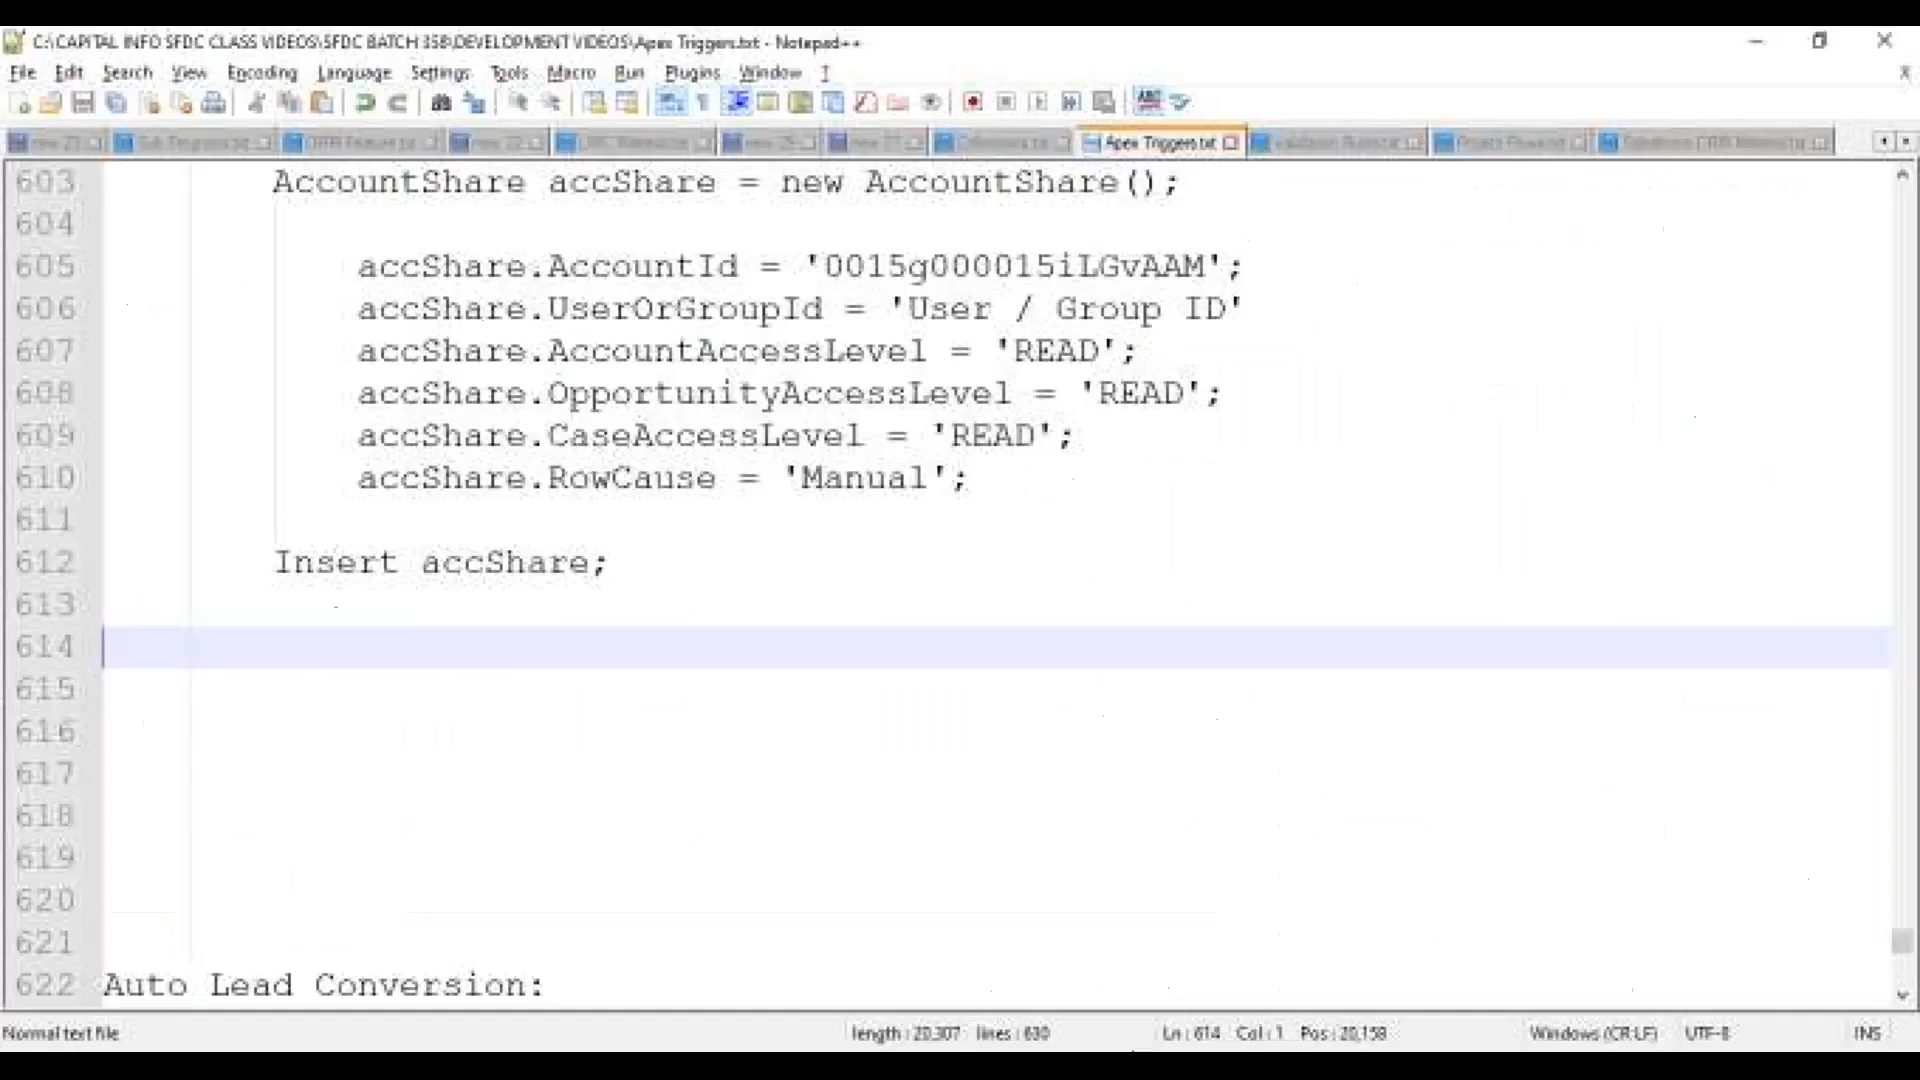 C:\CAPITAL INFO SFDC CLASS VIDEOS\SFDC BATCH 358\DEVELOPMENT VIDEOS\Apex Triggers.txt - Notepad++
File Edit Search View Encoding Language Settings Tools Macro Run Plugins Window ?
Apex Triggers.txt
603 AccountShare accShare = new AccountShare();
604
605 accShare.AccountId = '0015g000015iLGvAAM';
606 accShare.UserOrGroupId = 'User / Group ID'
607 accShare.AccountAccessLevel = 'READ';
608 accShare.OpportunityAccessLevel = 'READ';
609 accShare.CaseAccessLevel = 'READ';
610 accShare.RowCause = 'Manual';
611
612 Insert accShare;
613
614
615
616
617
618
619
620
621
622 Auto Lead Conversion:
Normal text file length : 20,307 lines : 630 Ln : 614 Col : 1 Pos : 20,158 Windows (CR LF) UTF-8 INS